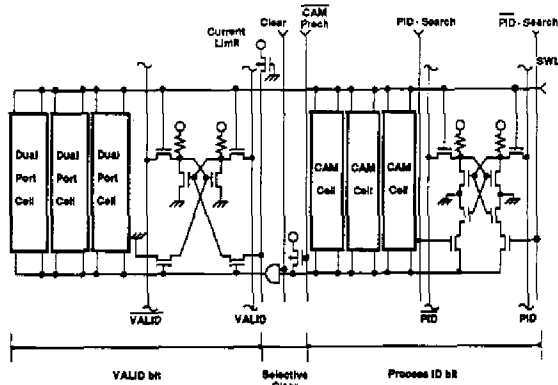 Current
Limit
Clear
CAM
Prech
PID - Search
PID - Search
SWL
Dual
Port
Cell
Dual
Port
Cell
Dual
Port
Cell
CAM
Cell
CAM
Cell
CAM
Cell
VALID
VALID
PID
PID
VALID bit
Selective
Clear
Process ID bit